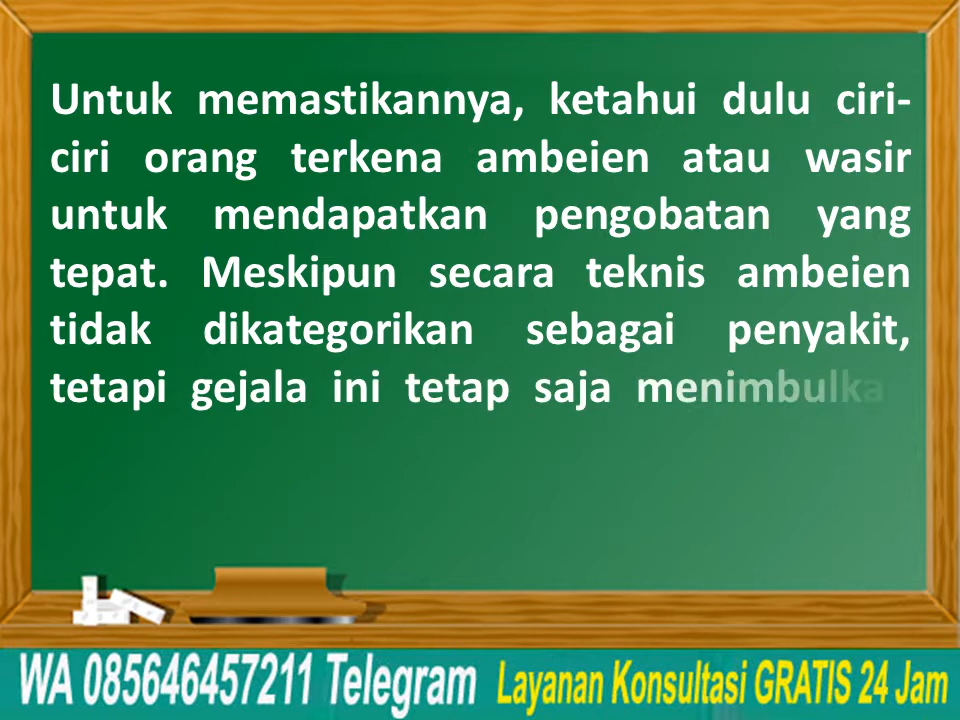 Untuk memastikannya, ketahui dulu ciri-
ciri orang terkena ambeien atau wasir
untuk mendapatkan pengobatan yang
tepat. Meskipun secara teknis ambeien
tidak dikategorikan sebagai penyakit,
tetapi gejala ini tetap saja menimbulka
WA 085646457211 Telegram Layanan Konsultasi GRATIS 24 Jam